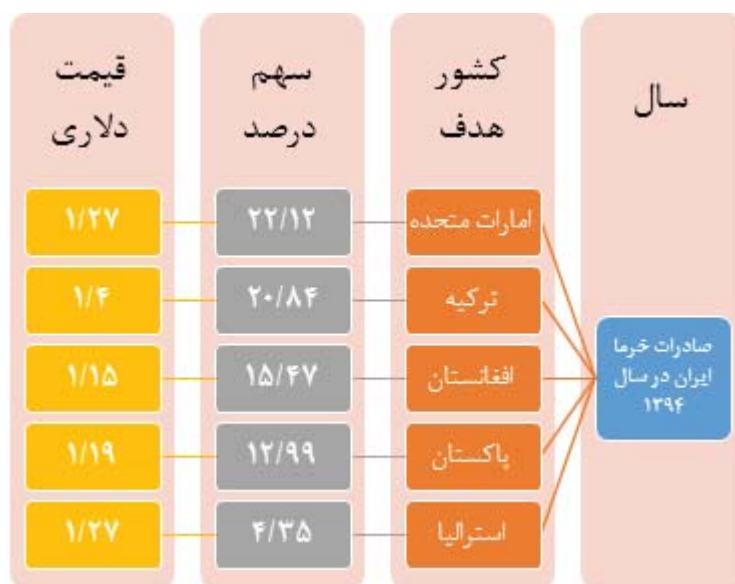 سال
کشور
هدف
سهم
درصد
قیمت
دلاری
صادرات خرما
ایران در سال
۱۳۹۴
امارات متحده
۲۲/۱۲
۱/۲۷
ترکیه
۲۰/۸۴
۱/۴
افغانستان
۱۵/۴۷
۱/۱۵
پاکستان
۱۲/۹۹
۱/۱۹
استرالیا
۴/۳۵
۱/۲۷